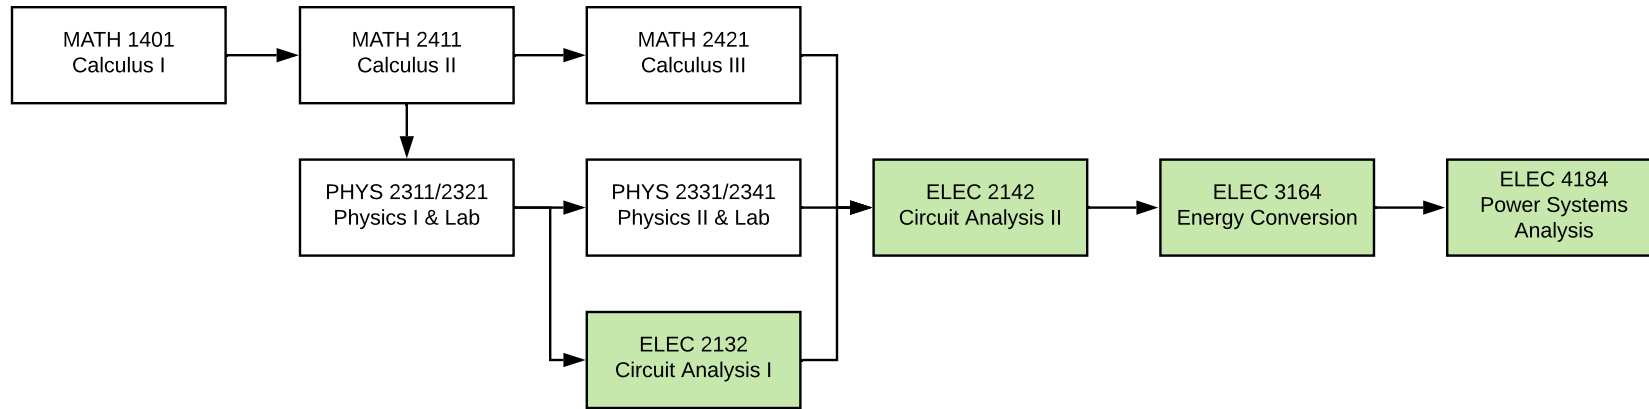 MATH 1401
Calculus I
MATH 2411
Calculus II
MATH 2421
Calculus III
PHYS 2311/2321
Physics I & Lab
PHYS 2331/2341
Physics II & Lab
ELEC 2142
Circuit Analysis II
ELEC 3164
Energy Conversion
ELEC 4184
Power Systems
Analysis
ELEC 2132
Circuit Analysis I